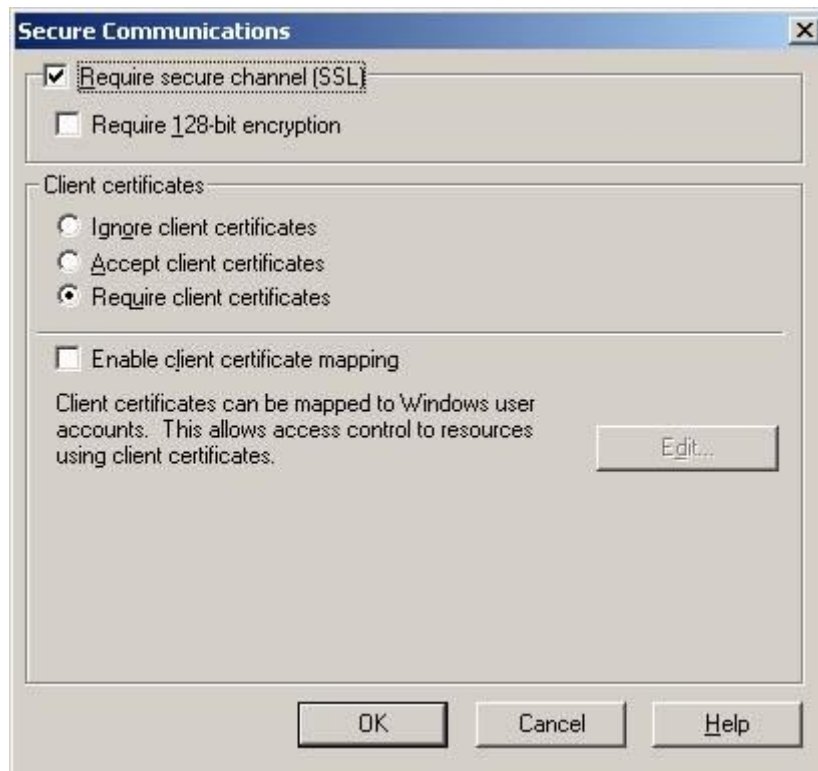 Secure Communications
Require secure channel (SSL)
Require 128-bit encryption
Client certificates
Ignore client certificates
Accept client certificates
Require client certificates
Enable client certificate mapping
Client certificates can be mapped to Windows user
accounts. This allows access control to resources
using client certificates.
Edit...
OK
Cancel
Help